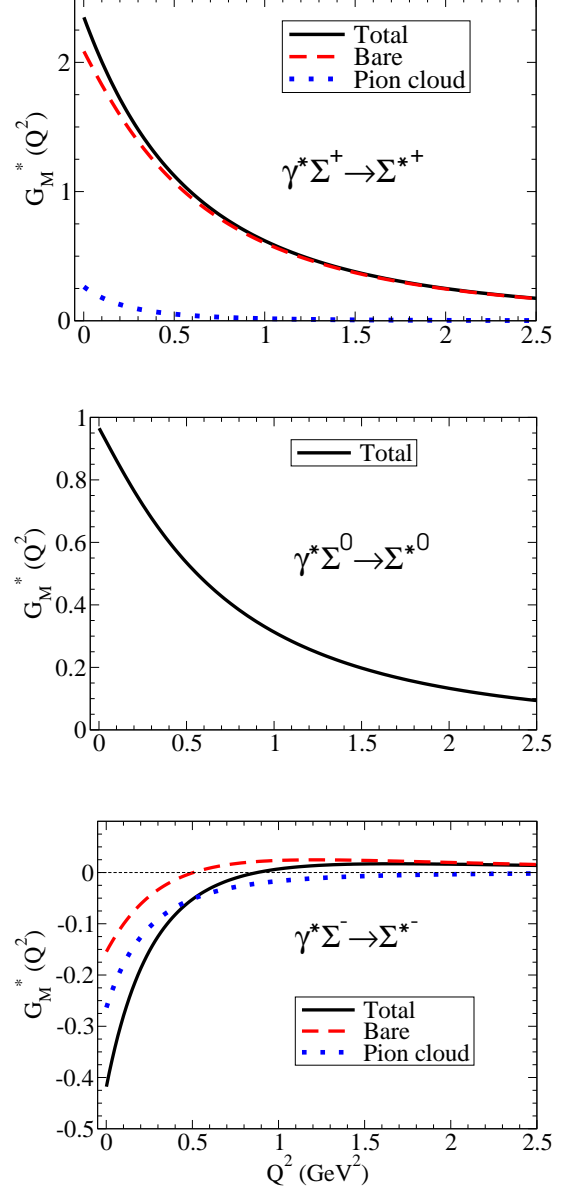 2
1
0
G_M^* (Q^2)
Total
Bare
Pion cloud
γ*Σ^+→Σ*^+
0 0.5 1 1.5 2 2.5
1
0.8
0.6
0.4
0.2
0
G_M^* (Q^2)
Total
γ*Σ^0→Σ*^0
0 0.5 1 1.5 2 2.5
0
-0.1
-0.2
-0.3
-0.4
-0.5
G_M^* (Q^2)
γ*Σ^-→Σ*^-
Total
Bare
Pion cloud
0 0.5 1 1.5 2 2.5
Q^2 (GeV^2)